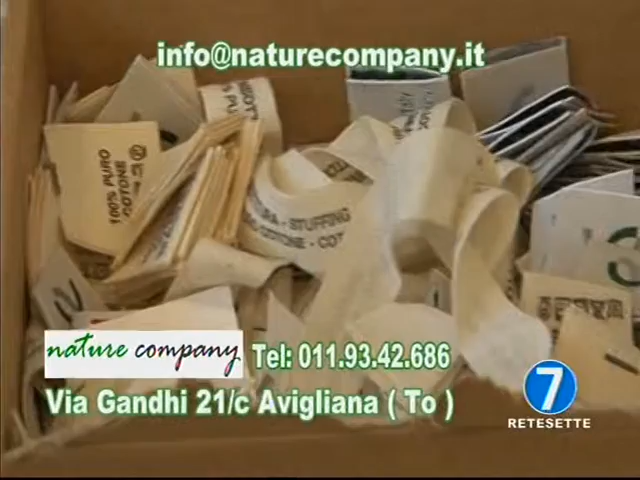 info@naturecompany.it
100% PURO
COTONE
STUFFING
COTONE - COT
nature company
Tel: 011.93.42.686
Via Gandhi 21/c Avigliana ( To )
7
RETESETTE